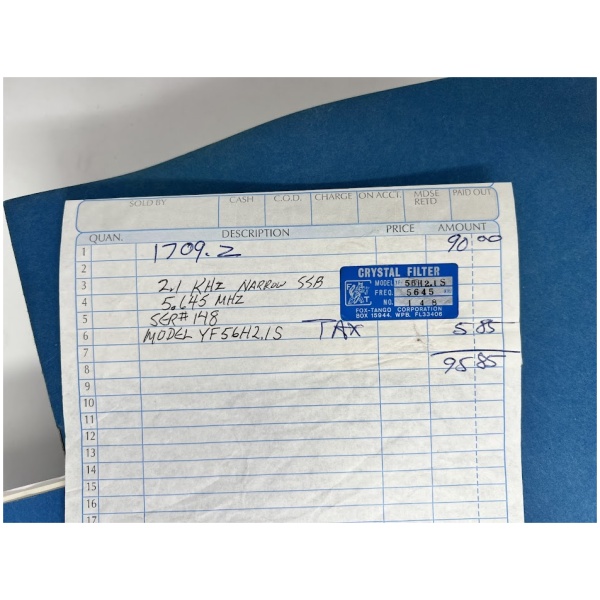 SOLD BY CASH C.O.D. CHARGE ON ACCT. MDSE RETD PAID OUT
QUAN. DESCRIPTION PRICE AMOUNT
1 1709.2 90 00
2
3 2.1 KHz NARROW SSB
4 5.645 MHz
5 SER# 148
6 MODEL YF56H2.1S TAX 5 85
7
8 95 85
9
10
11
12
13
14
15
16
17
CRYSTAL FILTER
MODEL YF 56H2.1S
FREQ. 5645
NO. 148
FOX-TANGO CORPORATION
BOX 15944, WPB, FL33406